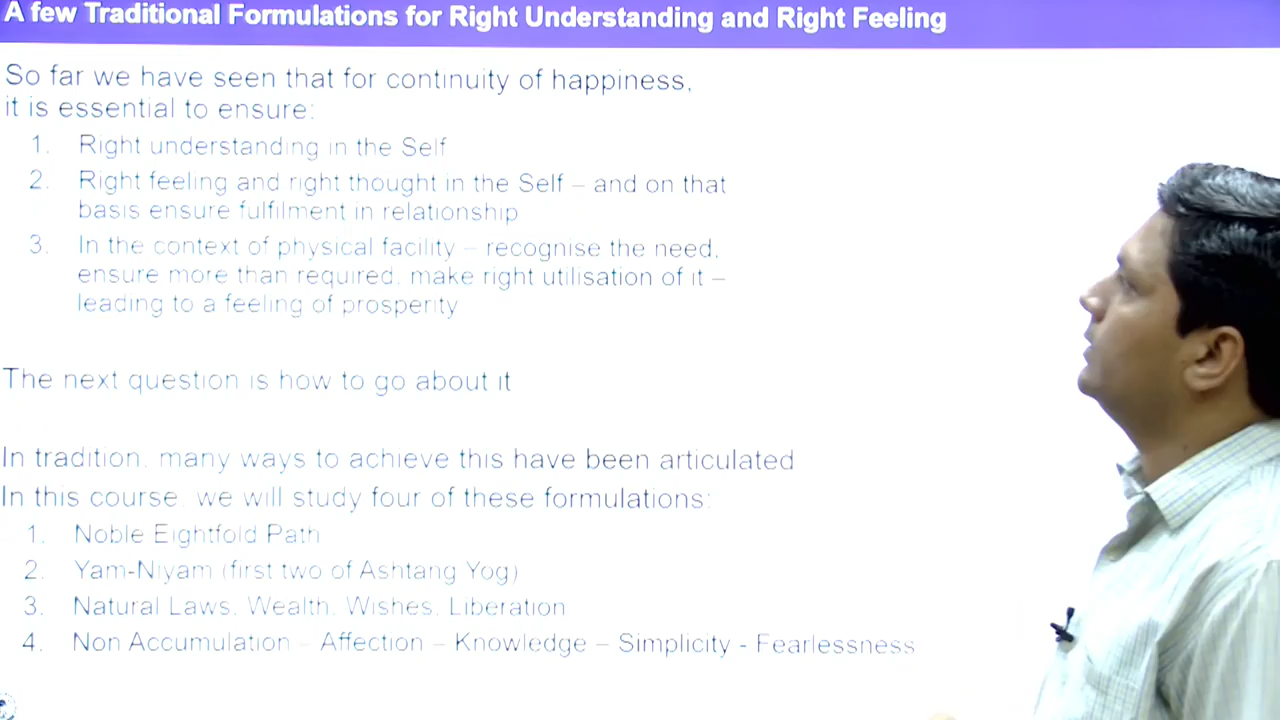 A few Traditional Formulations for Right Understanding and Right Feeling
So far we have seen that for continuity of happiness,
it is essential to ensure:
1. Right understanding in the Self
2. Right feeling and right thought in the Self – and on that
basis ensure fulfilment in relationship
3. In the context of physical facility – recognise the need,
ensure more than required, make right utilisation of it –
leading to a feeling of prosperity
The next question is how to go about it
In tradition, many ways to achieve this have been articulated
In this course, we will study four of these formulations:
1. Noble Eightfold Path
2. Yam-Niyam (first two of Ashtang Yog)
3. Natural Laws, Wealth, Wishes, Liberation
4. Non Accumulation – Affection – Knowledge – Simplicity - Fearlessness